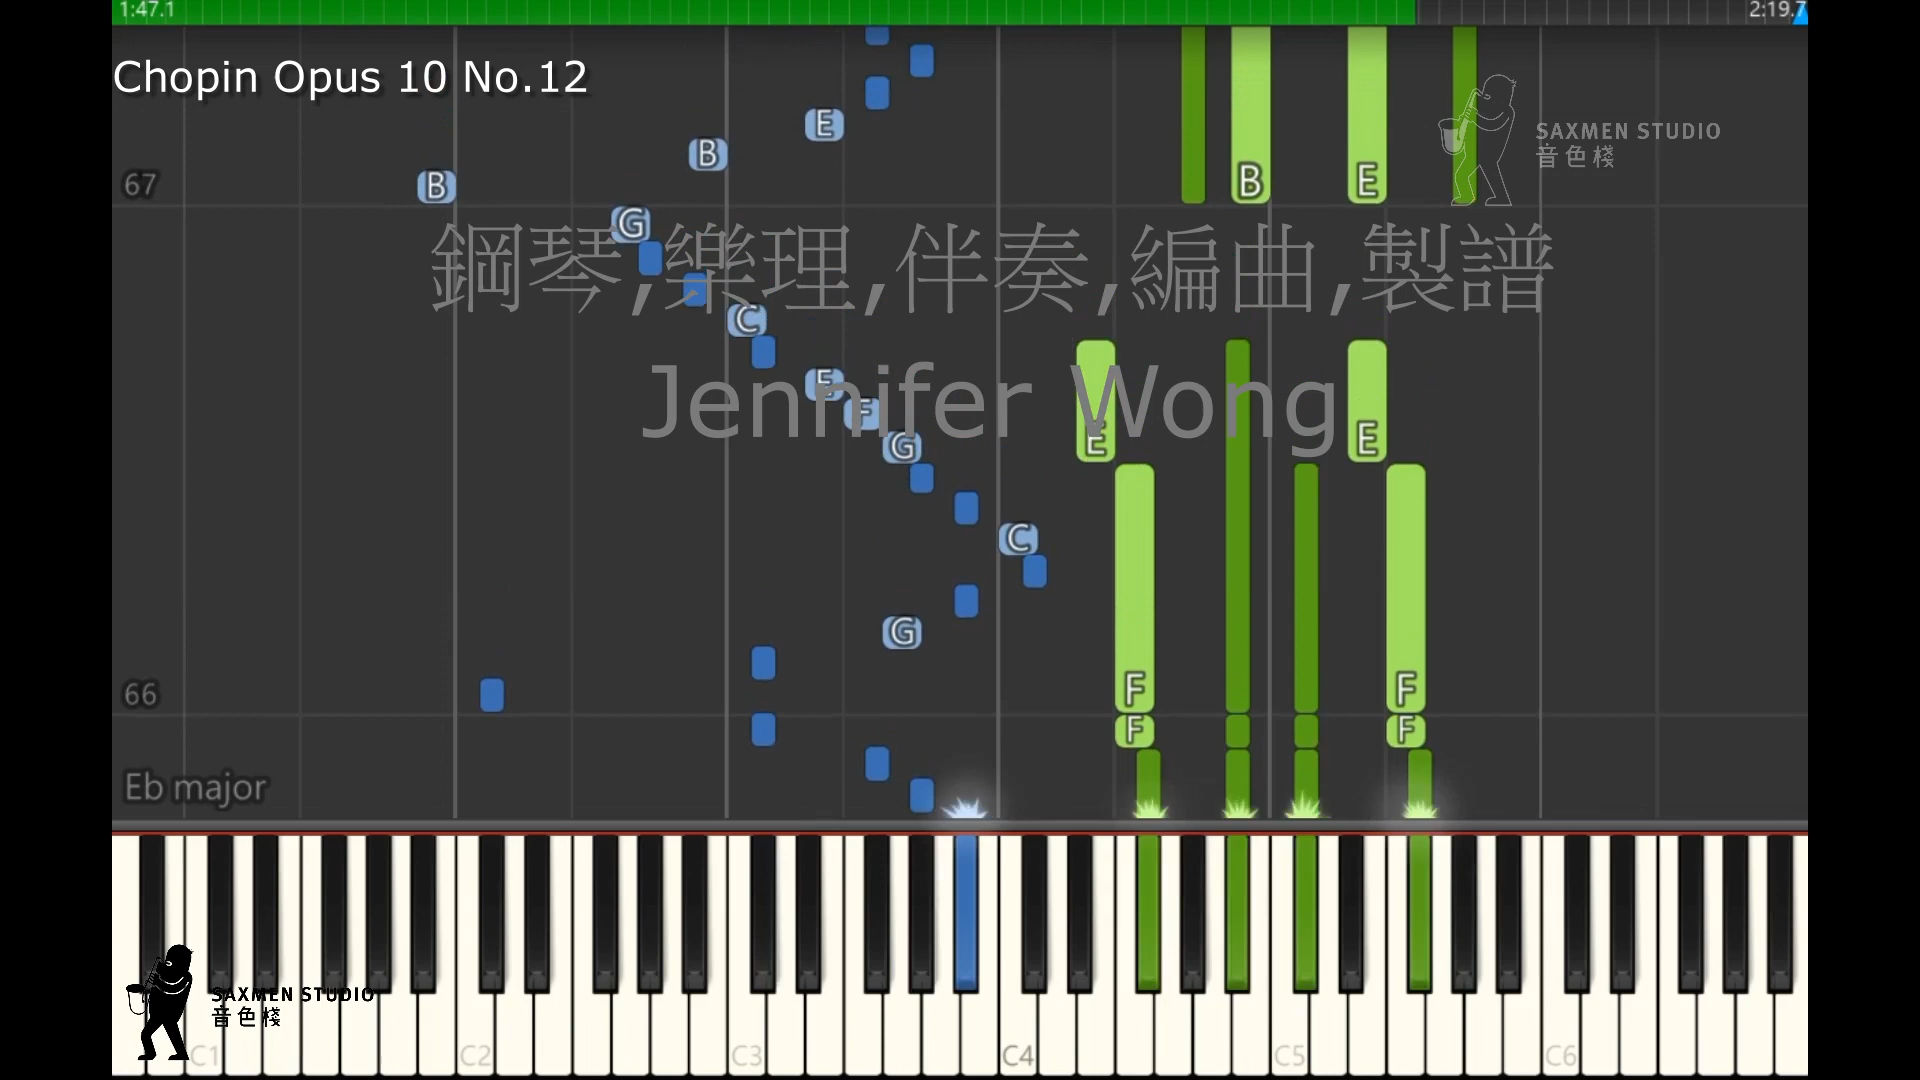 1:47.1
2:19.7
Chopin Opus 10 No.12
E
B
B
67
B
E
SAXMEN STUDIO
音色棧
G
鋼琴,樂理,伴奏,編曲,製譜
C
E
F
G
Jennifer Wong
E
E
C
G
F
F
66
F
F
Eb major
SAXMEN STUDIO
音色棧
C1
C2
C3
C4
C5
C6